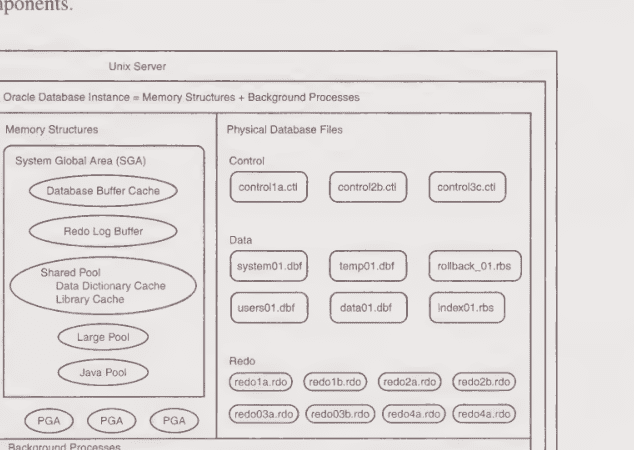 mponents.
Unix Server
Oracle Database Instance = Memory Structures + Background Processes
Memory Structures
System Global Area (SGA)
Database Buffer Cache
Redo Log Buffer
Shared Pool
Data Dictionary Cache
Library Cache
Large Pool
Java Pool
PGA PGA PGA
Physical Database Files
Control
control1a.ctl control2b.ctl control3c.ctl
Data
system01.dbf temp01.dbf rollback_01.rbs
users01.dbf data01.dbf index01.rbs
Redo
redo1a.rdo redo1b.rdo redo2a.rdo redo2b.rdo
redo03a.rdo redo03b.rdo redo4a.rdo redo4a.rdo
Background Processes